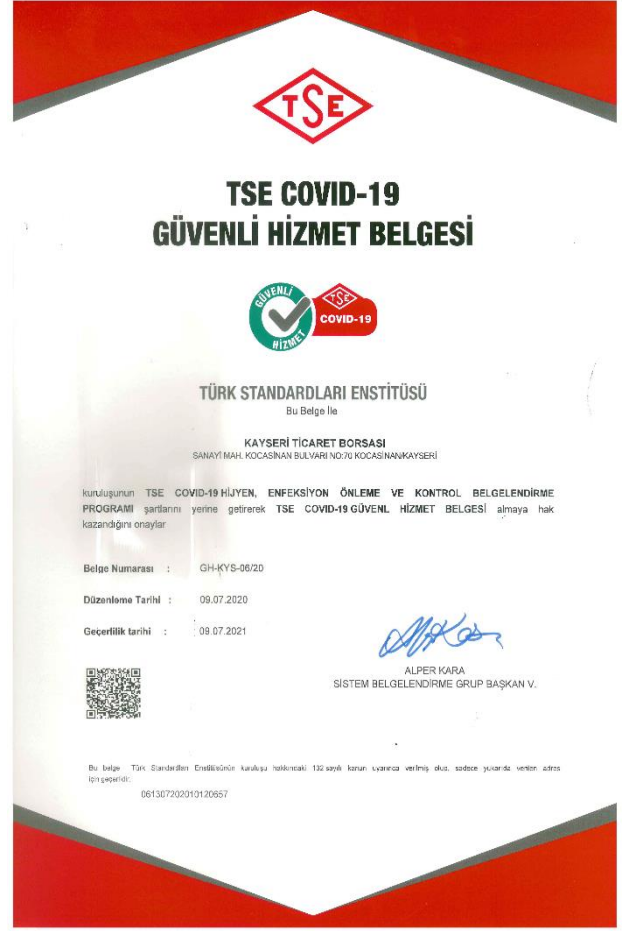 TSE
TSE COVID-19
GÜVENLİ HİZMET BELGESİ
GÜVENLİ
HİZMET
TSE
COVID-19
TÜRK STANDARDLARI ENSTİTÜSÜ
Bu Belge İle
KAYSERİ TİCARET BORSASI
SANAYİ MAH. KOCASİNAN BULVARI NO:70 KOCASİNAN/KAYSERİ
kuruluşunun TSE COVID-19 HİJYEN, ENFEKSİYON ÖNLEME VE KONTROL BELGELENDİRME
PROGRAMI şartlarını yerine getirerek TSE COVID-19 GÜVENL HİZMET BELGESİ almaya hak
kazandığını onaylar
Belge Numarası : GH-KYS-06/20
Düzenleme Tarihi : 09.07.2020
Geçerlilik tarihi : 09.07.2021
ALPER KARA
SİSTEM BELGELENDİRME GRUP BAŞKAN V.
Bu belge Türk Standardları Enstitüsünün kuruluşu hakkındaki 132 sayılı kanun uyarınca verilmiş olup, sadece yukarıda verilen adres
için geçerlidir.
061307202010120657